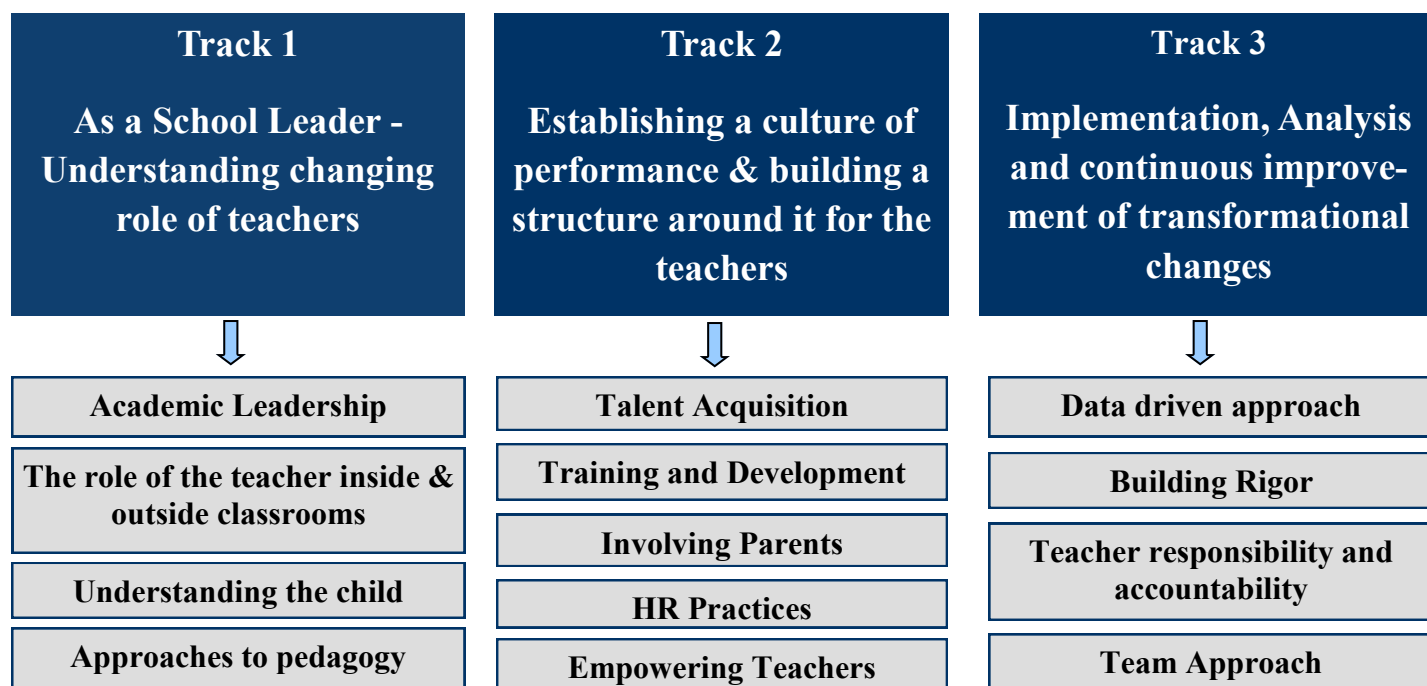 Track 1
As a School Leader -
Understanding changing
role of teachers
Academic Leadership
The role of the teacher inside &
outside classrooms
Understanding the child
Approaches to pedagogy
Track 2
Establishing a culture of
performance & building a
structure around it for the
teachers
Talent Acquisition
Training and Development
Involving Parents
HR Practices
Empowering Teachers
Track 3
Implementation, Analysis
and continuous improve-
ment of transformational
changes
Data driven approach
Building Rigor
Teacher responsibility and
accountability
Team Approach